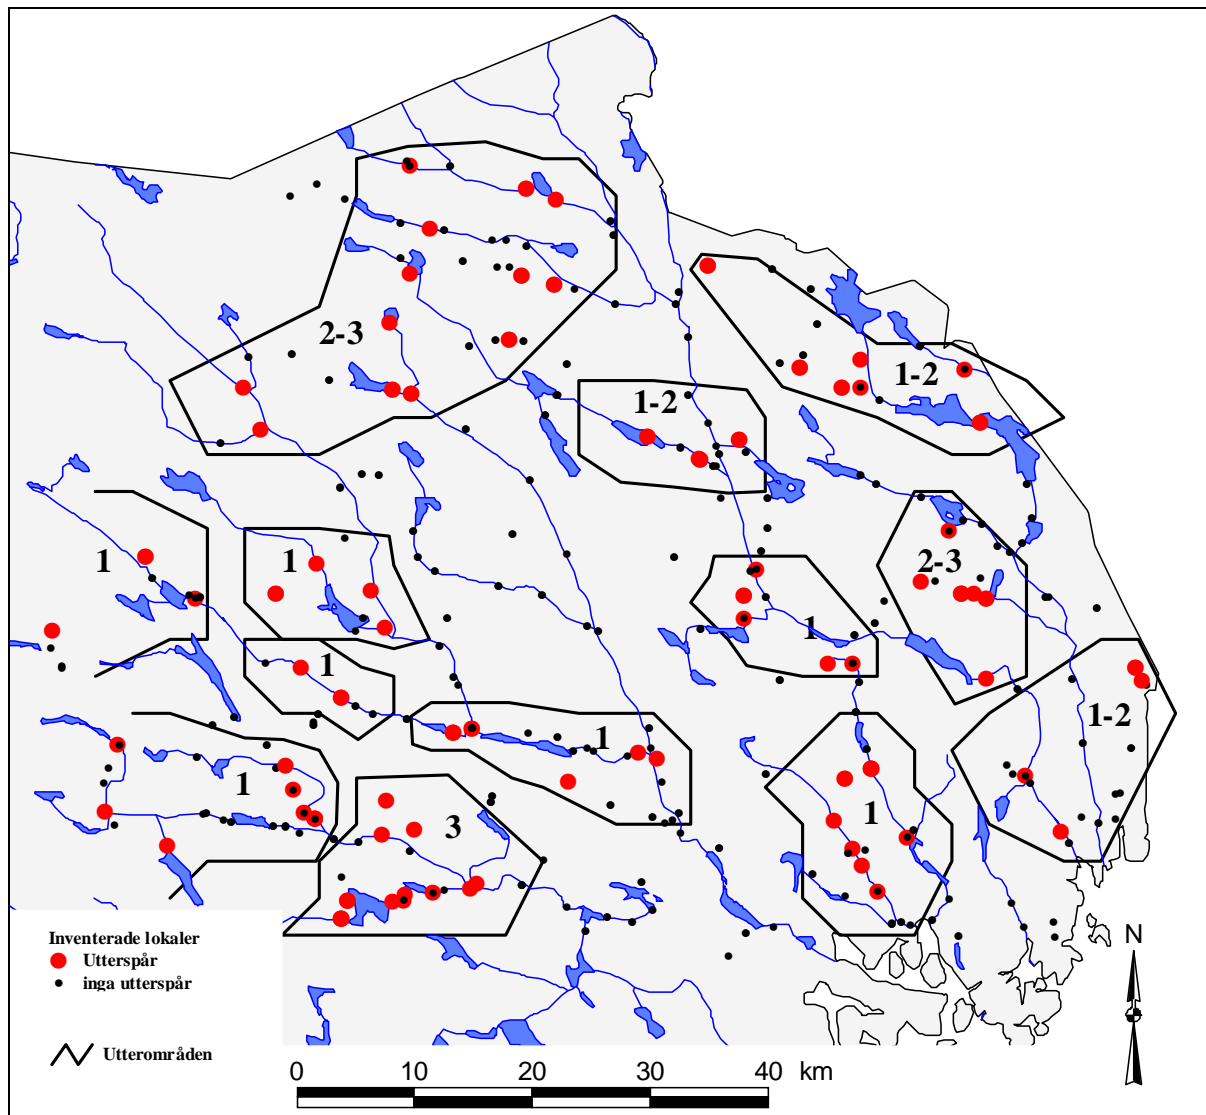 2-3
1-2
1-2
1
1
2-3
1
1
1-2
1
1
1
3
Inventerade lokaler
Utterspår
inga utterspår
Utterområden
N
0 10 20 30 40 km